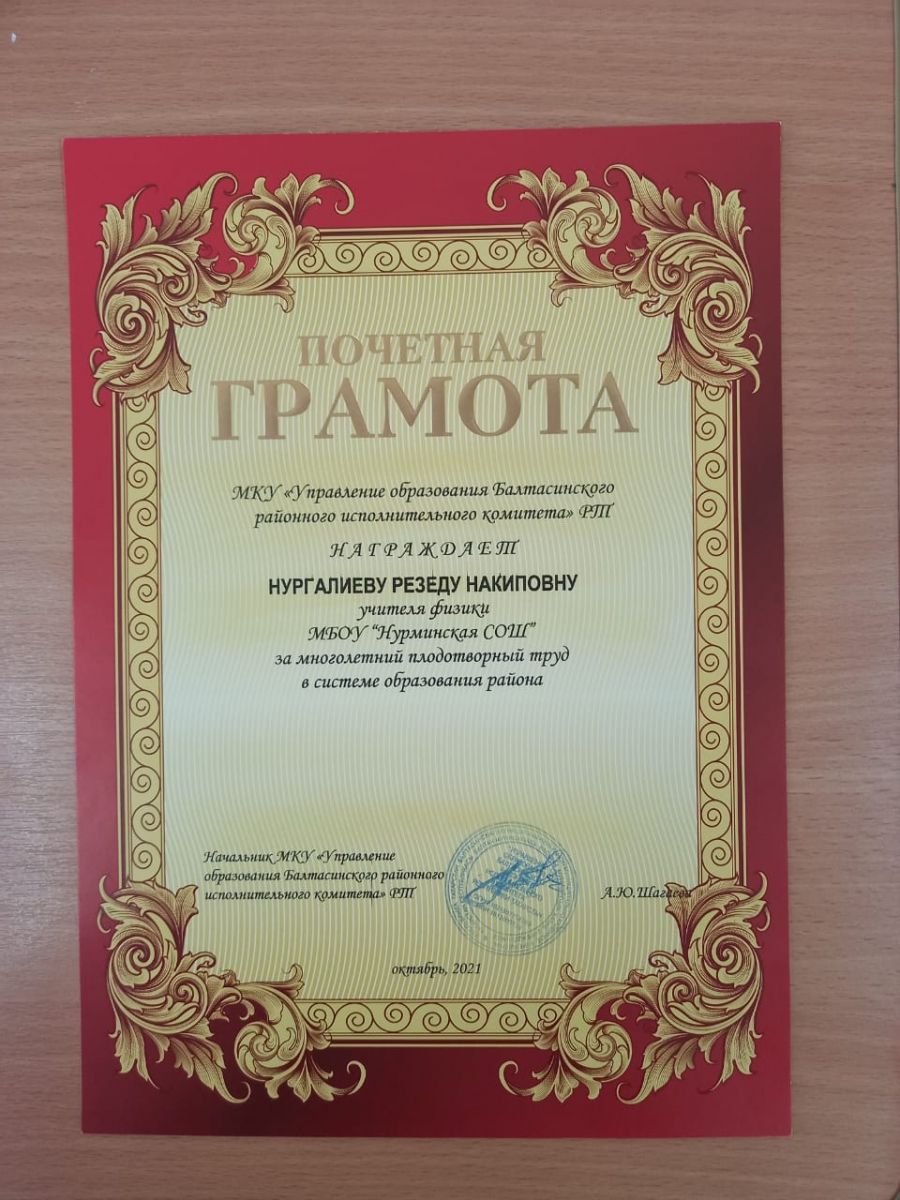 ПОЧЕТНАЯ
ГРАМОТА
МКУ «Управление образования Балтасинского
районного исполнительного комитета» РТ
НАГРАЖДАЕТ
НУРГАЛИЕВУ РЕЗЕДУ НАКИПОВНУ
учителя физики
МБОУ "Нурминская СОШ"
за многолетний плодотворный труд
в системе образования района
Начальник МКУ «Управление
образования Балтасинского районного
исполнительного комитета» РТ
А.Ю.Шагаева
октябрь, 2021